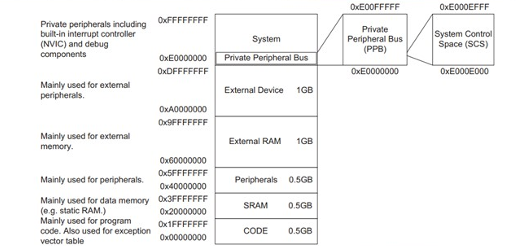 0xE00FFFFF
0xE000EFFF
Private peripherals including
built-in interrupt controller
(NVIC) and debug
components
0xFFFFFFFF
System
Private Peripheral Bus
0xE0000000
Private
Peripheral Bus
(PPB)
System Control
Space (SCS)
0xE0000000
0xE000E000
Mainly used for external
peripherals.
0xDFFFFFFF
External Device 1GB
0xA0000000
Mainly used for external
memory.
0x9FFFFFFF
External RAM 1GB
0x60000000
Mainly used for peripherals.
0x5FFFFFFF
Peripherals 0.5GB
0x40000000
Mainly used for data memory
(e.g. static RAM.)
0x3FFFFFFF
SRAM 0.5GB
0x20000000
Mainly used for program
code. Also used for exception
vector table
0x1FFFFFFF
CODE 0.5GB
0x00000000